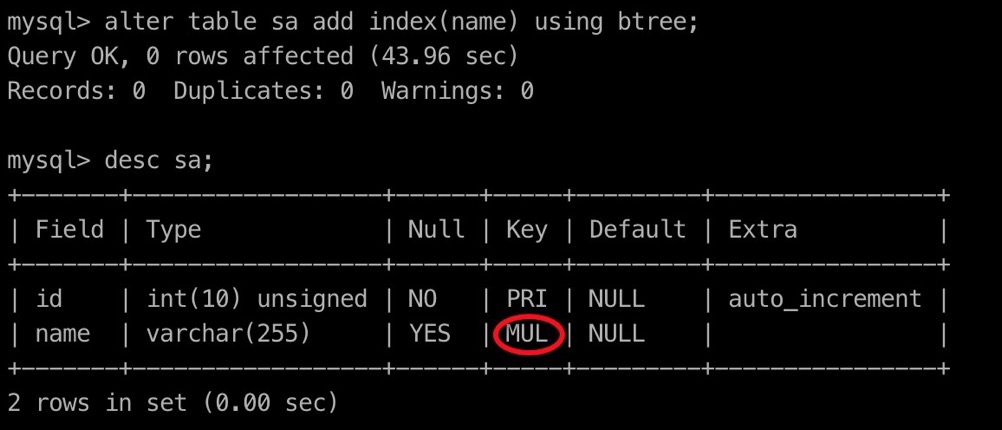 mysql> alter table sa add index(name) using btree;
Query OK, 0 rows affected (43.96 sec)
Records: 0  Duplicates: 0  Warnings: 0
mysql> desc sa;
+-------+------------------+------+-----+---------+----------------+
| Field | Type             | Null | Key | Default | Extra          |
+-------+------------------+------+-----+---------+----------------+
| id    | int(10) unsigned | NO   | PRI | NULL    | auto_increment |
| name  | varchar(255)     | YES  | MUL | NULL    |                |
+-------+------------------+------+-----+---------+----------------+
2 rows in set (0.00 sec)